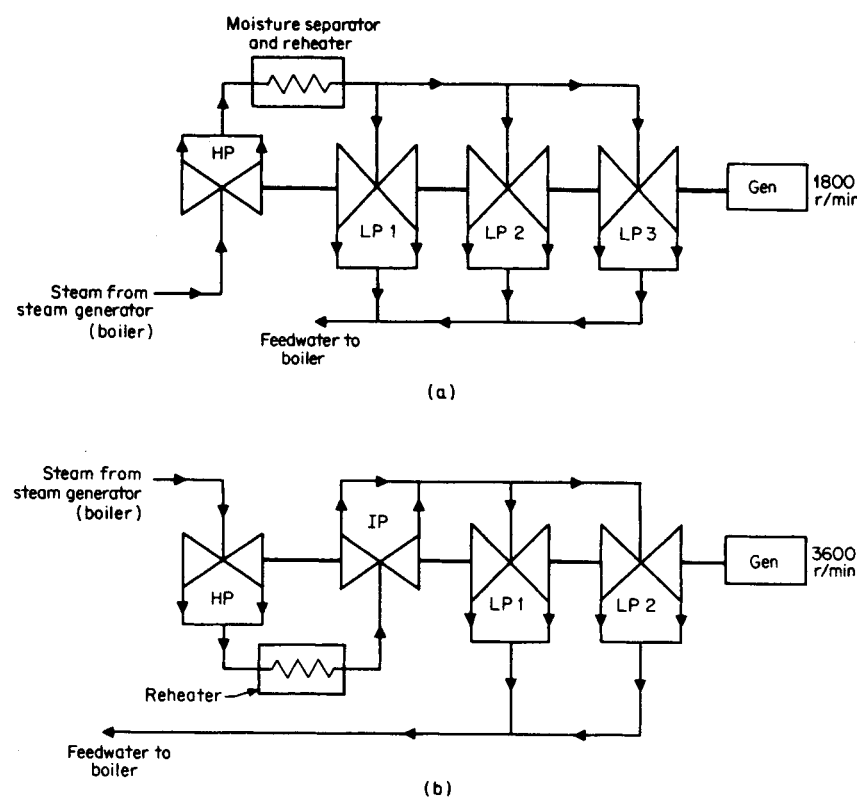 Moisture separator
and reheater
HP
LP 1
LP 2
LP 3
Gen
1800
r/min
Steam from
steam generator
(boiler)
Feedwater to
boiler
(a)
Steam from
steam generator
(boiler)
IP
HP
LP 1
LP 2
Gen
3600
r/min
Reheater
Feedwater to
boiler
(b)